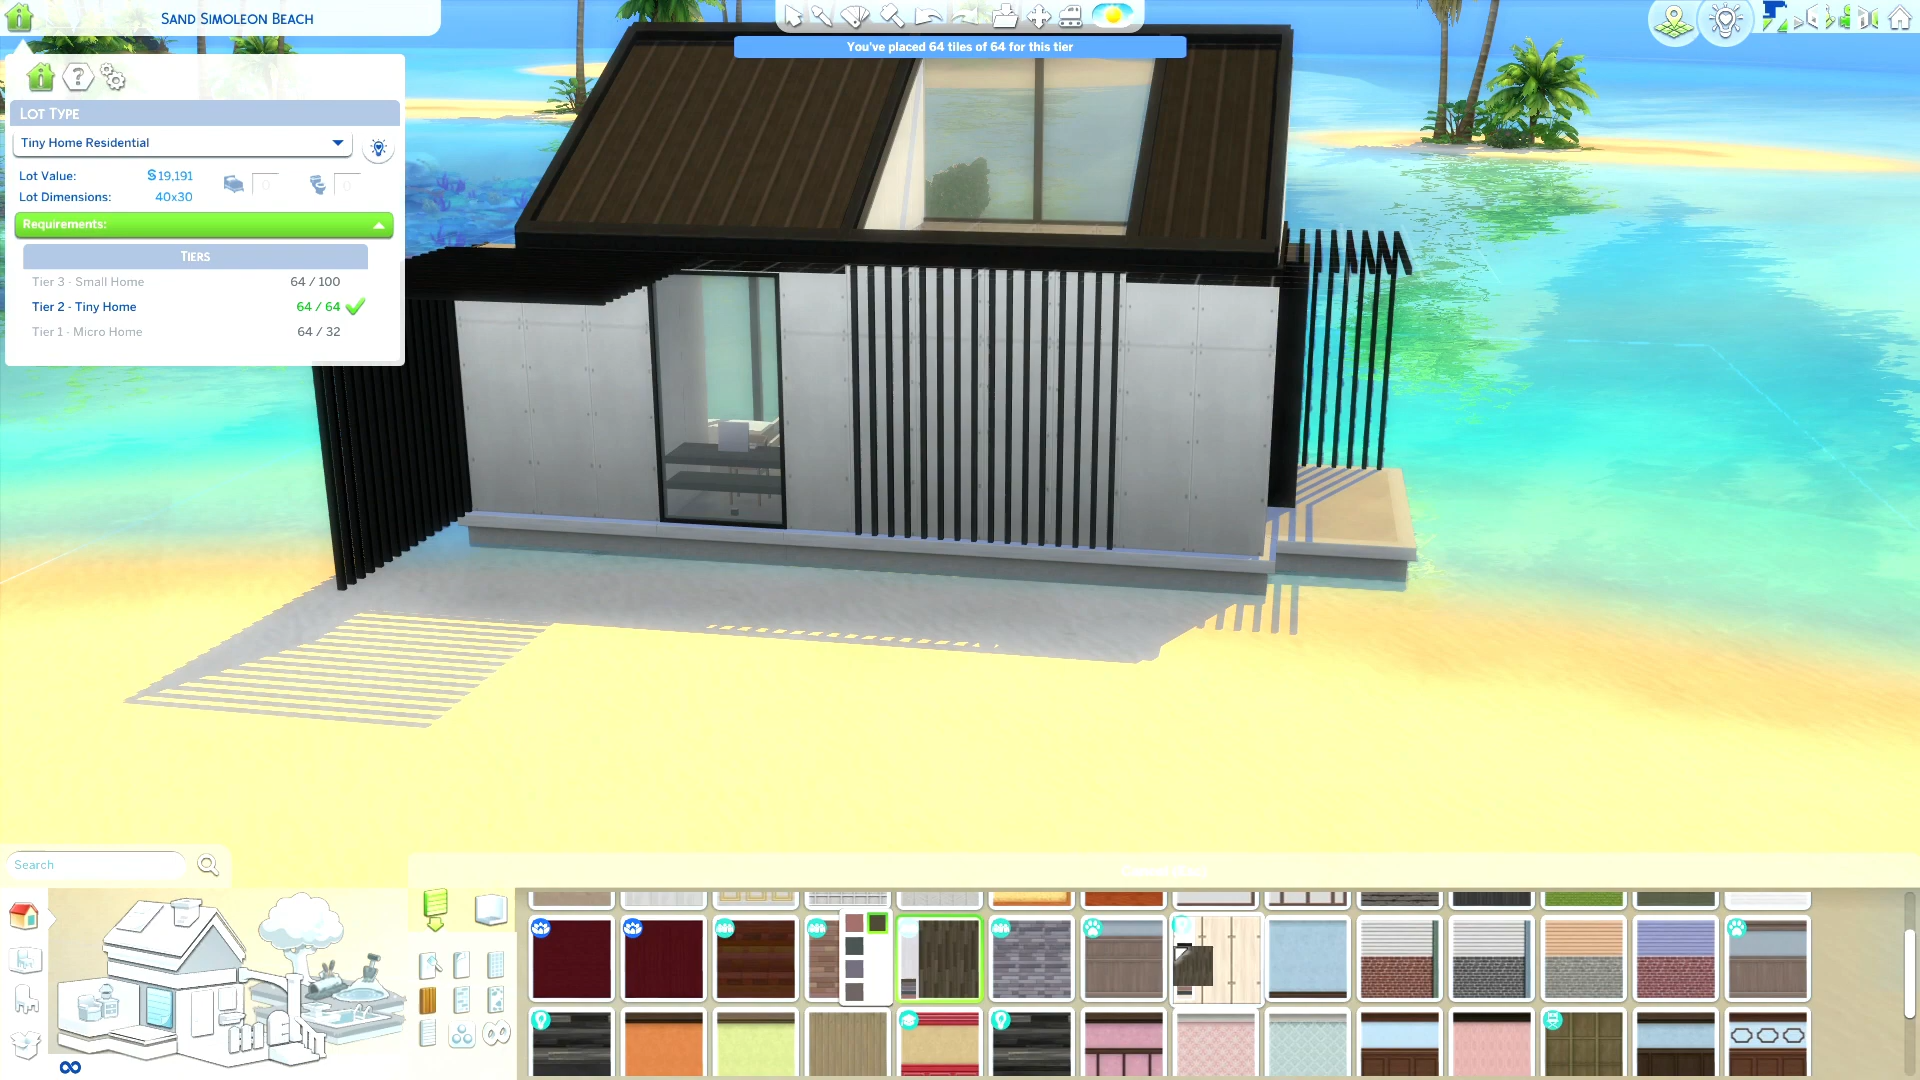 SAND SIMOLEON BEACH
You've placed 64 tiles of 64 for this tier
LOT TYPE
Tiny Home Residential
Lot Value: §19,191
0 0
Lot Dimensions: 40x30
Requirements:
TIERS
Tier 3 - Small Home 64 / 100
Tier 2 - Tiny Home 64 / 64
Tier 1 - Micro Home 64 / 32
Search